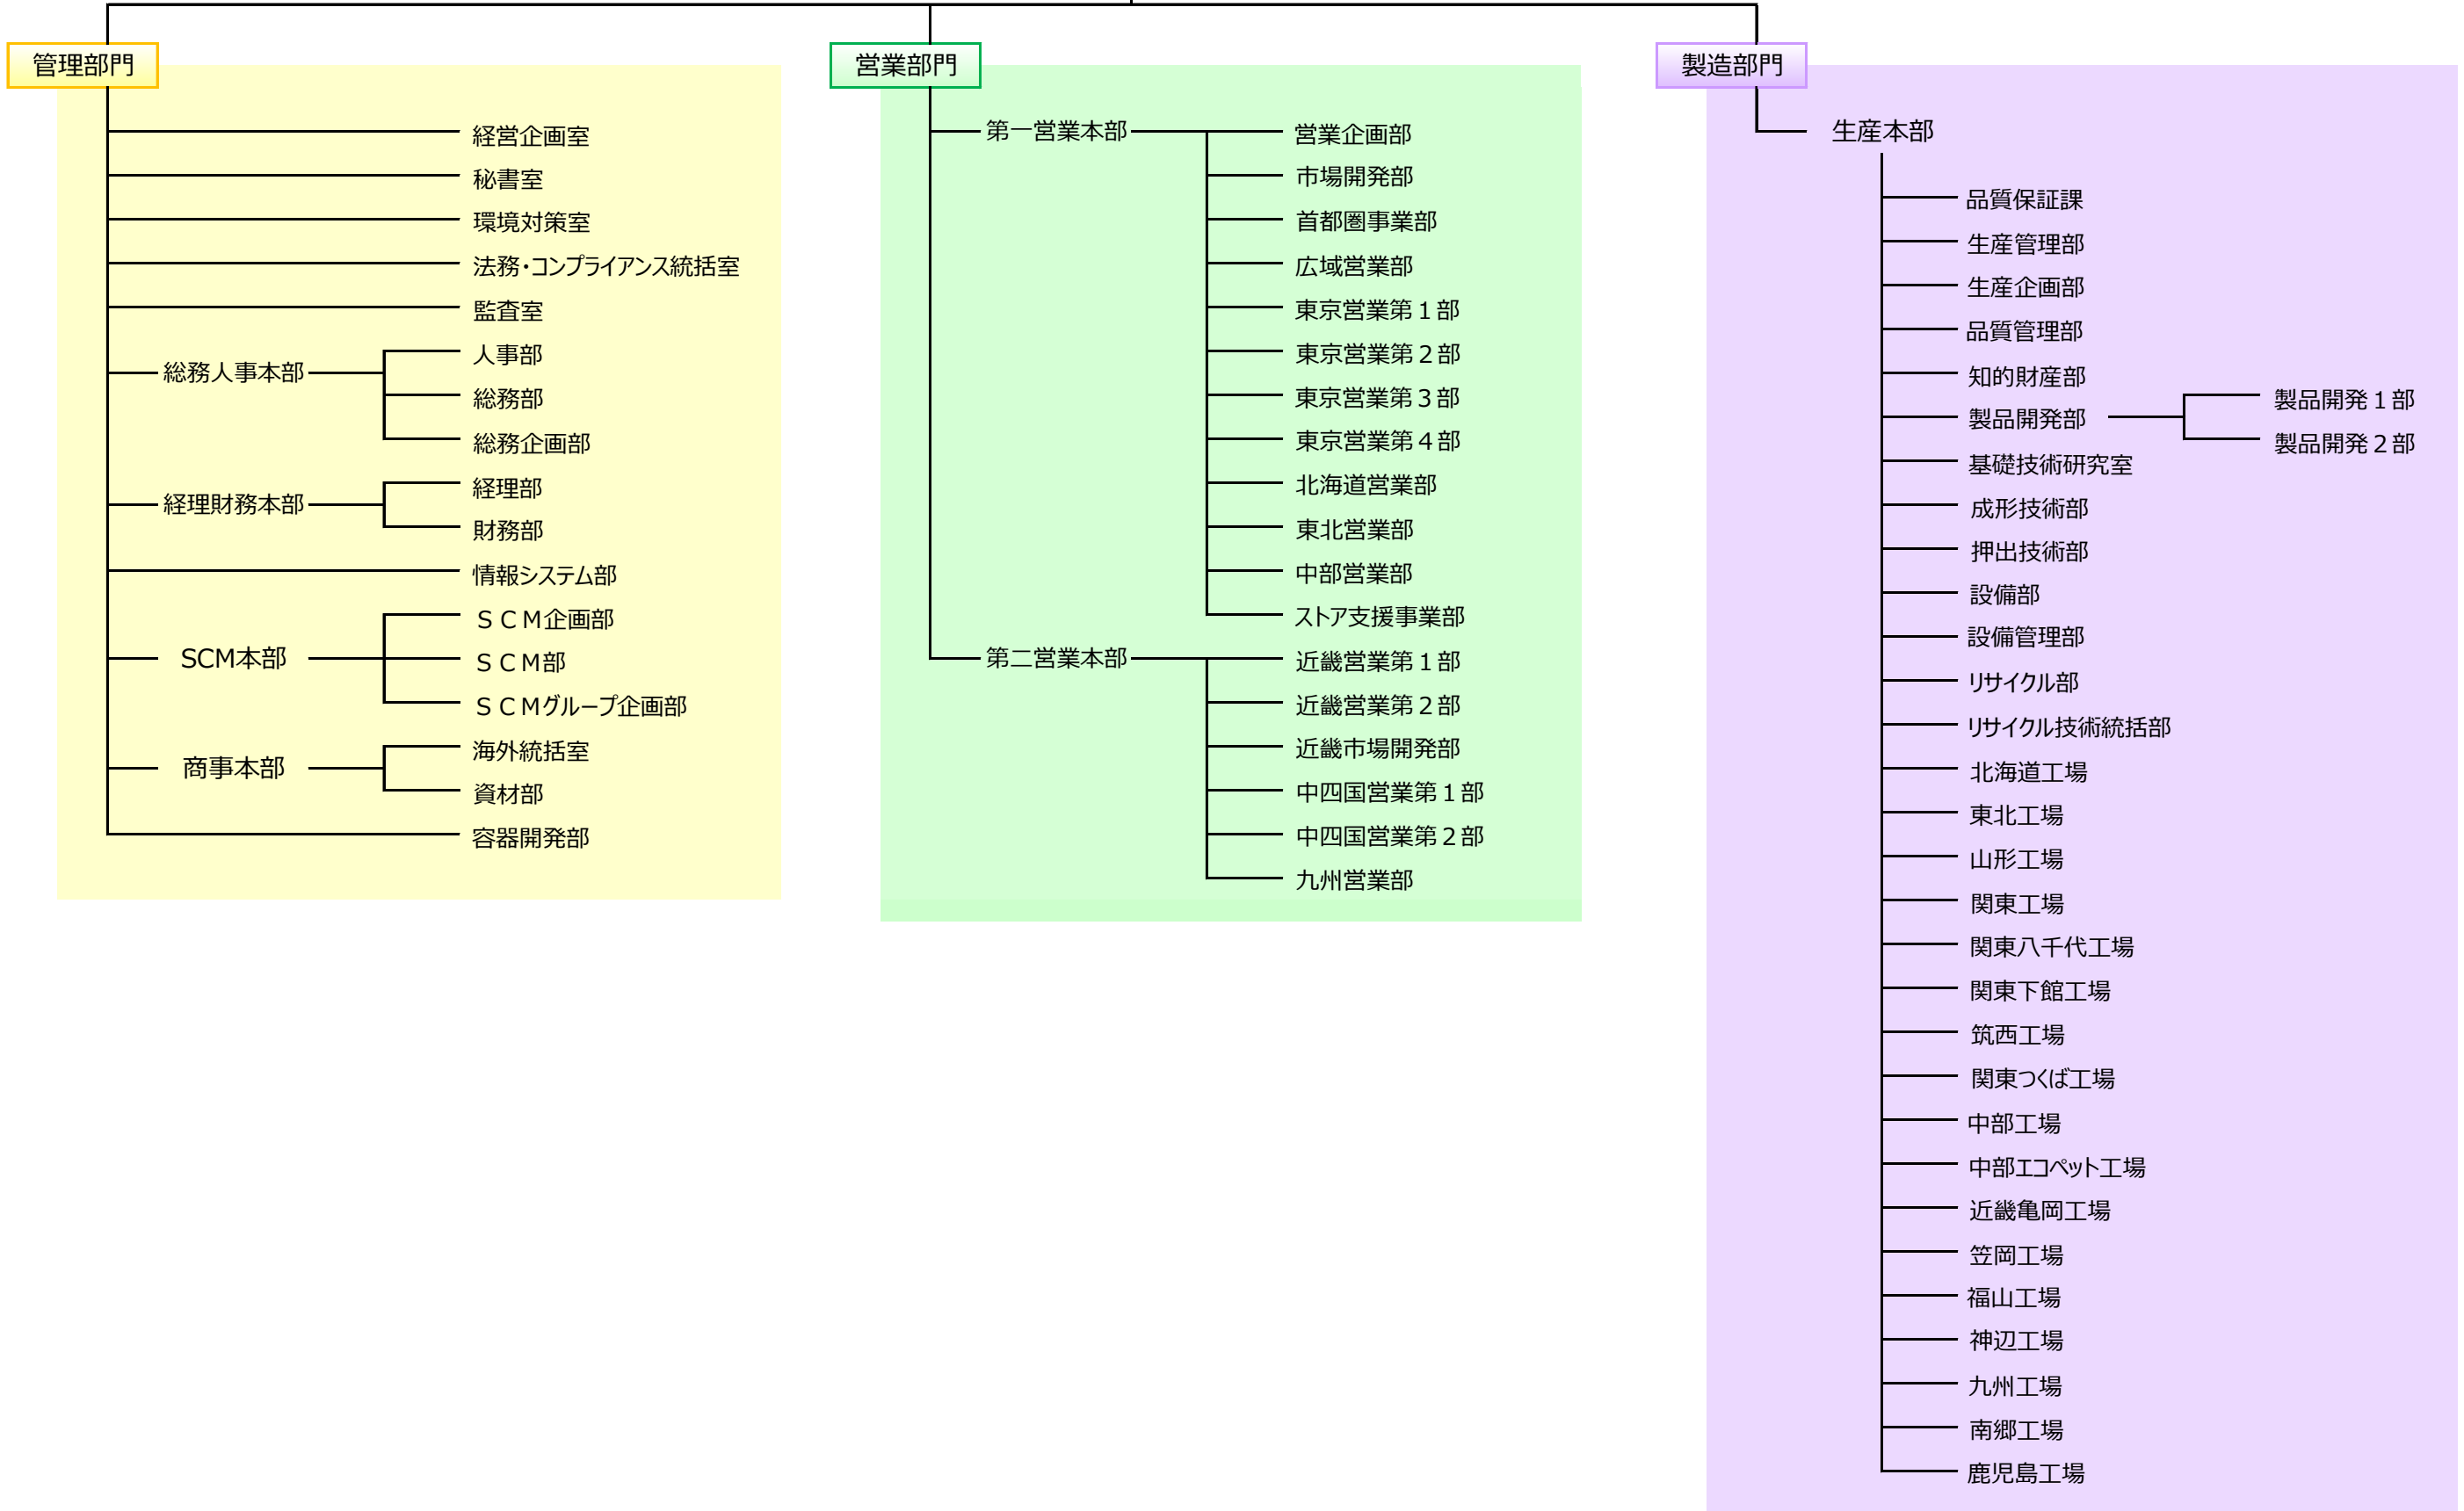 管理部門
経営企画室
秘書室
環境対策室
法務・コンプライアンス統括室
監査室
総務人事本部
人事部
総務部
総務企画部
経理財務本部
経理部
財務部
情報システム部
SCM本部
ＳＣＭ企画部
ＳＣＭ部
ＳＣＭグループ企画部
商事本部
海外統括室
資材部
容器開発部
営業部門
第一営業本部
営業企画部
市場開発部
首都圏事業部
広域営業部
東京営業第１部
東京営業第２部
東京営業第３部
東京営業第４部
北海道営業部
東北営業部
中部営業部
ストア支援事業部
第二営業本部
近畿営業第１部
近畿営業第２部
近畿市場開発部
中四国営業第１部
中四国営業第２部
九州営業部
製造部門
生産本部
品質保証課
生産管理部
生産企画部
品質管理部
知的財産部
製品開発部
製品開発１部
製品開発２部
基礎技術研究室
成形技術部
押出技術部
設備部
設備管理部
リサイクル部
リサイクル技術統括部
北海道工場
東北工場
山形工場
関東工場
関東八千代工場
関東下館工場
筑西工場
関東つくば工場
中部工場
中部エコペット工場
近畿亀岡工場
笠岡工場
福山工場
神辺工場
九州工場
南郷工場
鹿児島工場